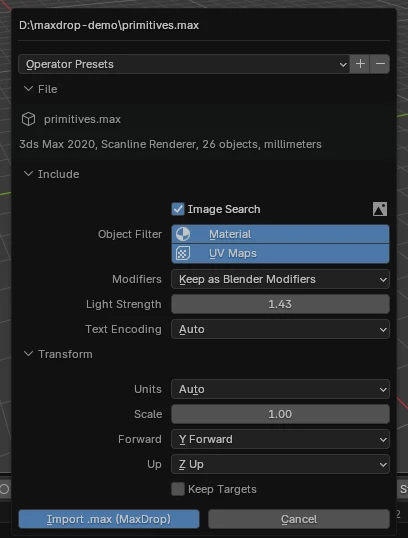 D:\maxdrop-demo\primitives.max
Operator Presets
File
primitives.max
3ds Max 2020, Scanline Renderer, 26 objects, millimeters
Include
Image Search
Object Filter Material
UV Maps
Modifiers Keep as Blender Modifiers
Light Strength 1.43
Text Encoding Auto
Transform
Units Auto
Scale 1.00
Forward Y Forward
Up Z Up
Keep Targets
Import .max (MaxDrop) Cancel